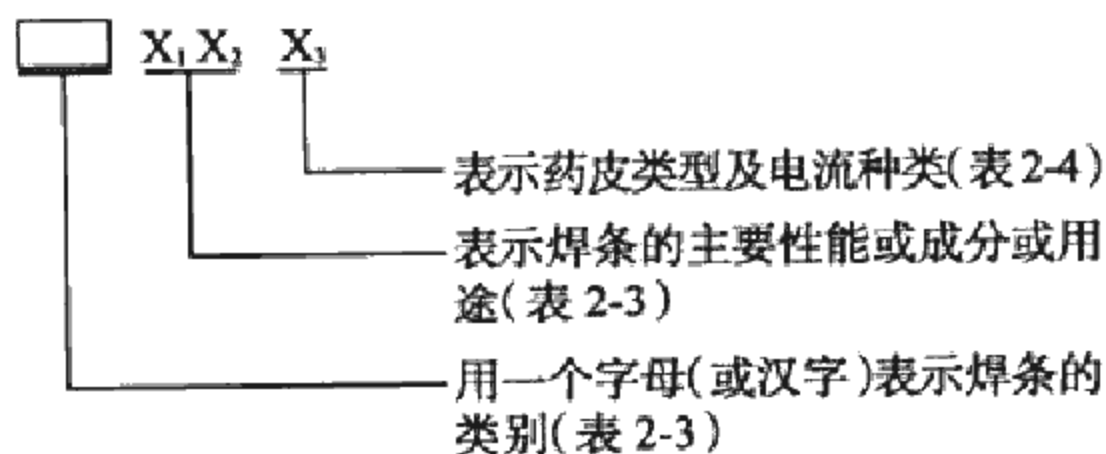 X₁ X₂ X₃
表示药皮类型及电流种类(表2-4)
表示焊条的主要性能或成分或用
途(表 2-3)
用一个字母(或汉字)表示焊条的
类别(表 2-3)